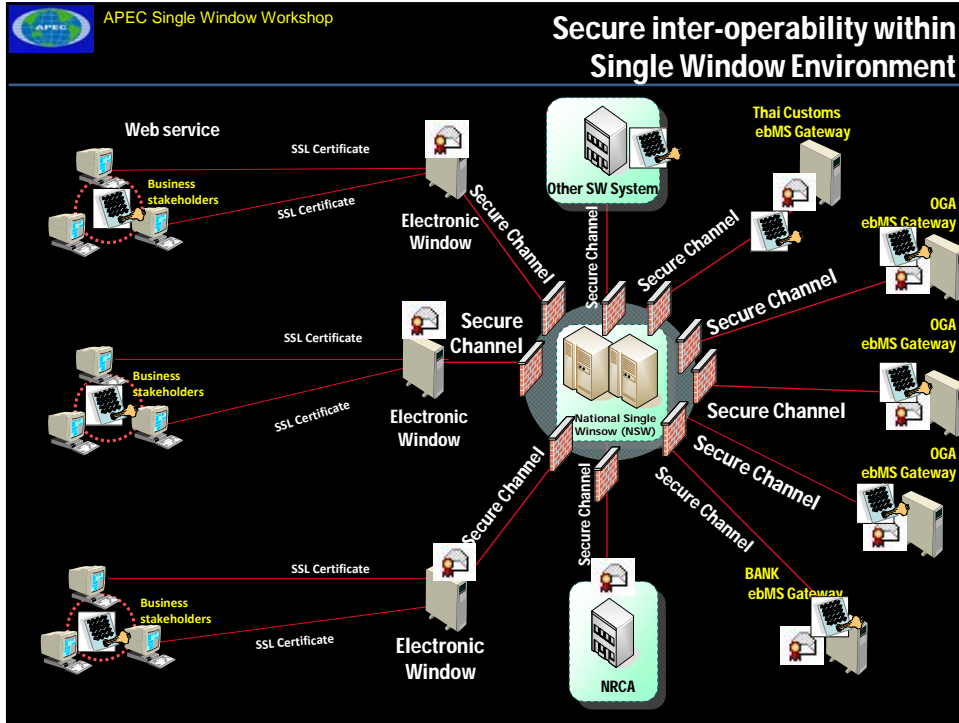 APEC
APEC Single Window Workshop
Secure inter-operability within
Single Window Environment
Web service
SSL Certificate
SSL Certificate
Business
stakeholders
Electronic
Window
Secure Channel
Other SW System
Secure Channel
Thai Customs
ebMS Gateway
Secure Channel
OGA
ebMS Gateway
Secure Channel
SSL Certificate
SSL Certificate
Business
stakeholders
Electronic
Window
Secure
Channel
National Single
Winsow (NSW)
OGA
ebMS Gateway
Secure Channel
OGA
ebMS Gateway
Secure Channel
SSL Certificate
SSL Certificate
Business
stakeholders
Electronic
Window
Secure Channel
Secure Channel
NRCA
Secure Channel
BANK
ebMS Gateway